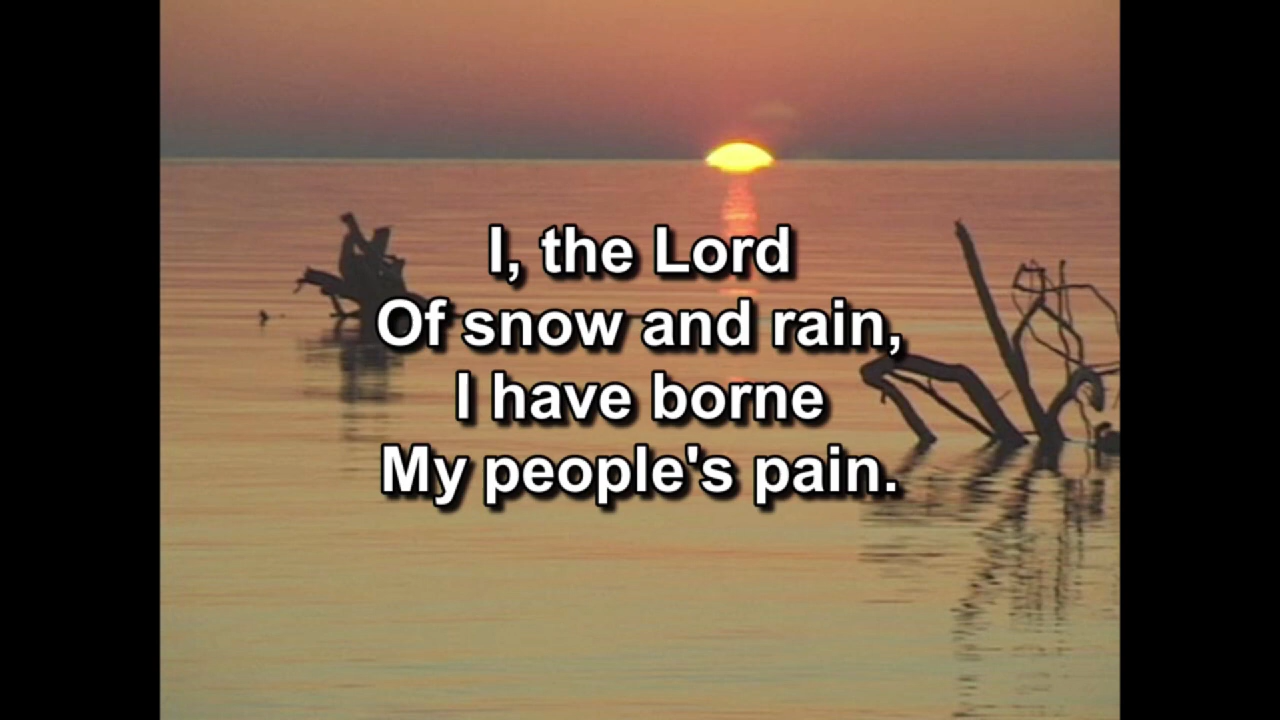 I, the Lord
Of snow and rain,
I have borne
My people's pain.